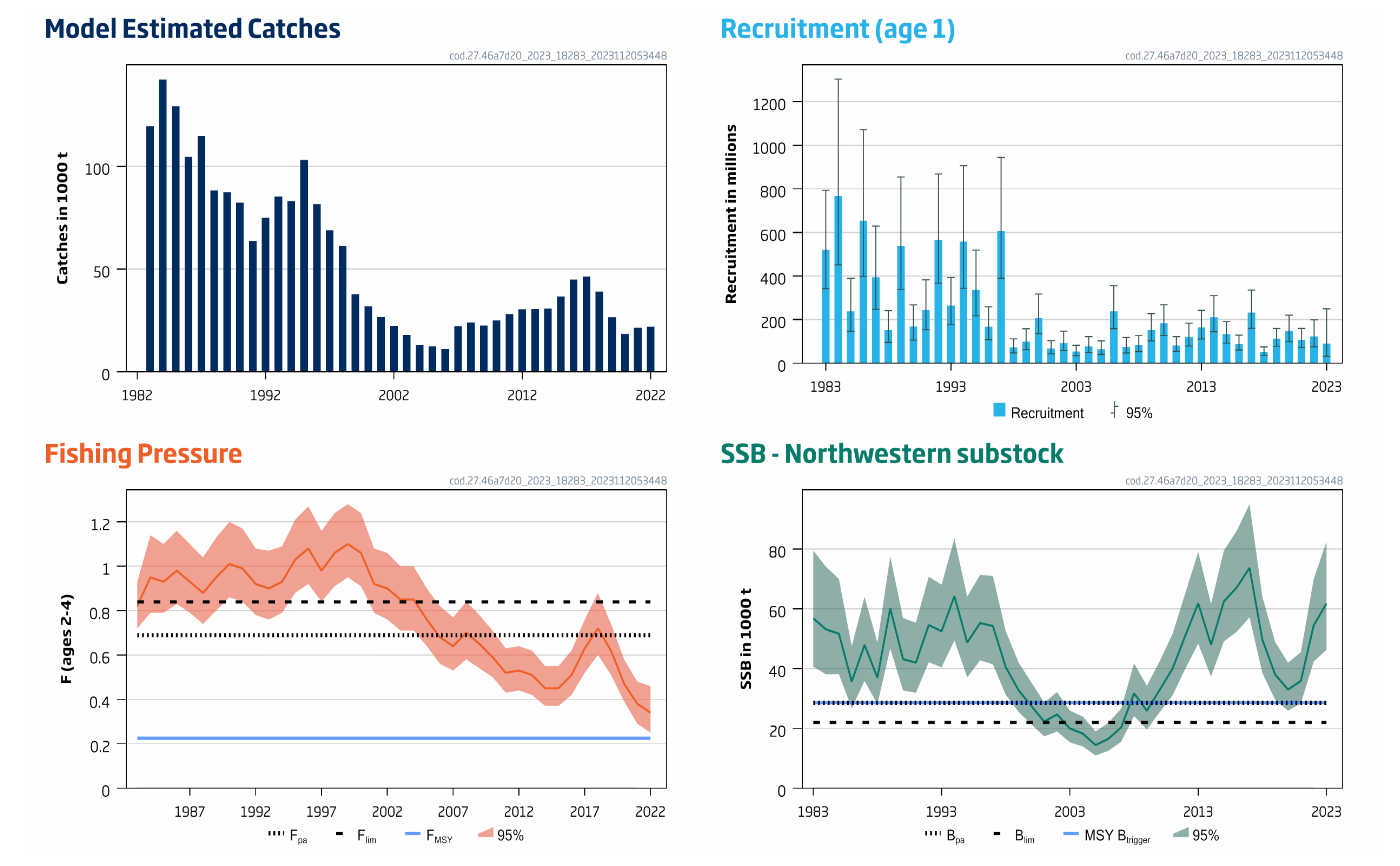 Model Estimated Catches
cod.27.46a7d20_2023_18283_2023112053448
Catches in 1000 t
100
50
0
1982 1992 2002 2012 2022
Recruitment (age 1)
cod.27.46a7d20_2023_18283_2023112053448
Recruitment in millions
1200
1000
800
600
400
200
0
1983 1993 2003 2013 2023
Recruitment 95%
Fishing Pressure
cod.27.46a7d20_2023_18283_2023112053448
F (ages 2-4)
1.2
1
0.8
0.6
0.4
0.2
0
1987 1992 1997 2002 2007 2012 2017 2022
Fpa Flim FMSY 95%
SSB - Northwestern substock
cod.27.46a7d20_2023_18283_2023112053448
SSB in 1000 t
80
60
40
20
0
1983 1993 2003 2013 2023
Bpa Blim MSY Btrigger 95%